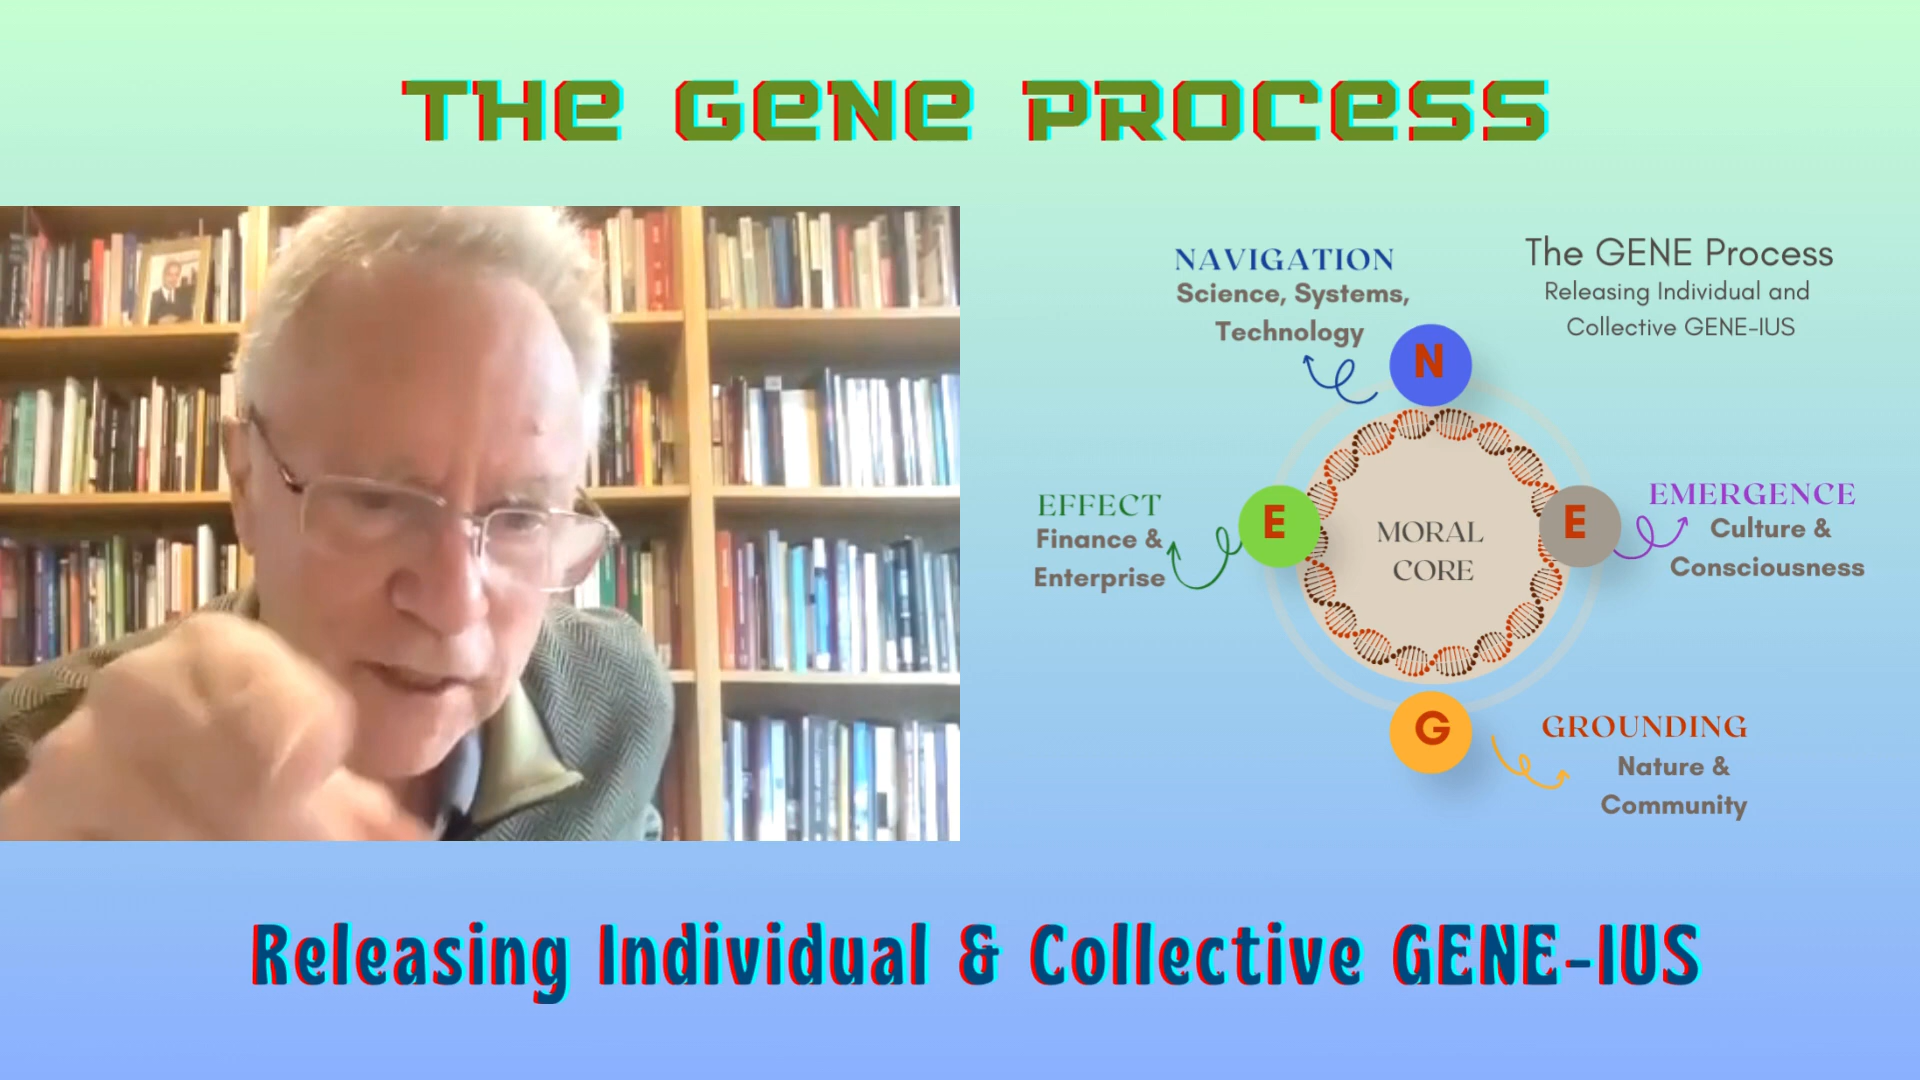 THE GENE PROCESS
The GENE Process
Releasing Individual and
Collective GENE-IUS
NAVIGATION
Science, Systems,
Technology
N
EFFECT
Finance &
Enterprise
E
MORAL
CORE
E
EMERGENCE
Culture &
Consciousness
G
GROUNDING
Nature &
Community
Releasing Individual & Collective GENE-IUS